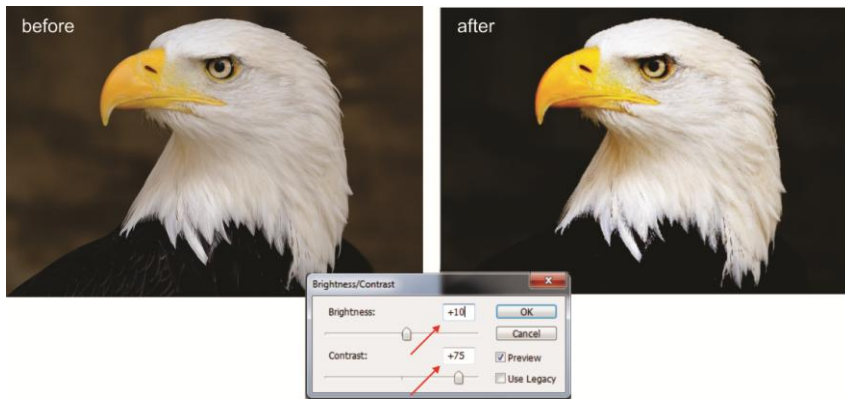 before
after
Brightness/Contrast
Brightness:
+10
OK
Cancel
Contrast:
+75
Preview
Use Legacy